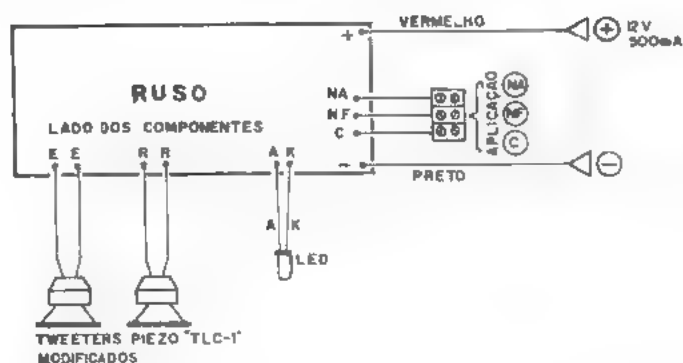 + VERMELHO + 12V
500mA
RUSO
NA
NF
C
APLICAÇÃO
NA
NF
C
LADO DOS COMPONENTES
E E R R A K
- PRETO -
A K
LED
TWEETERS PIEZO "TLC-1"
MODIFICADOS